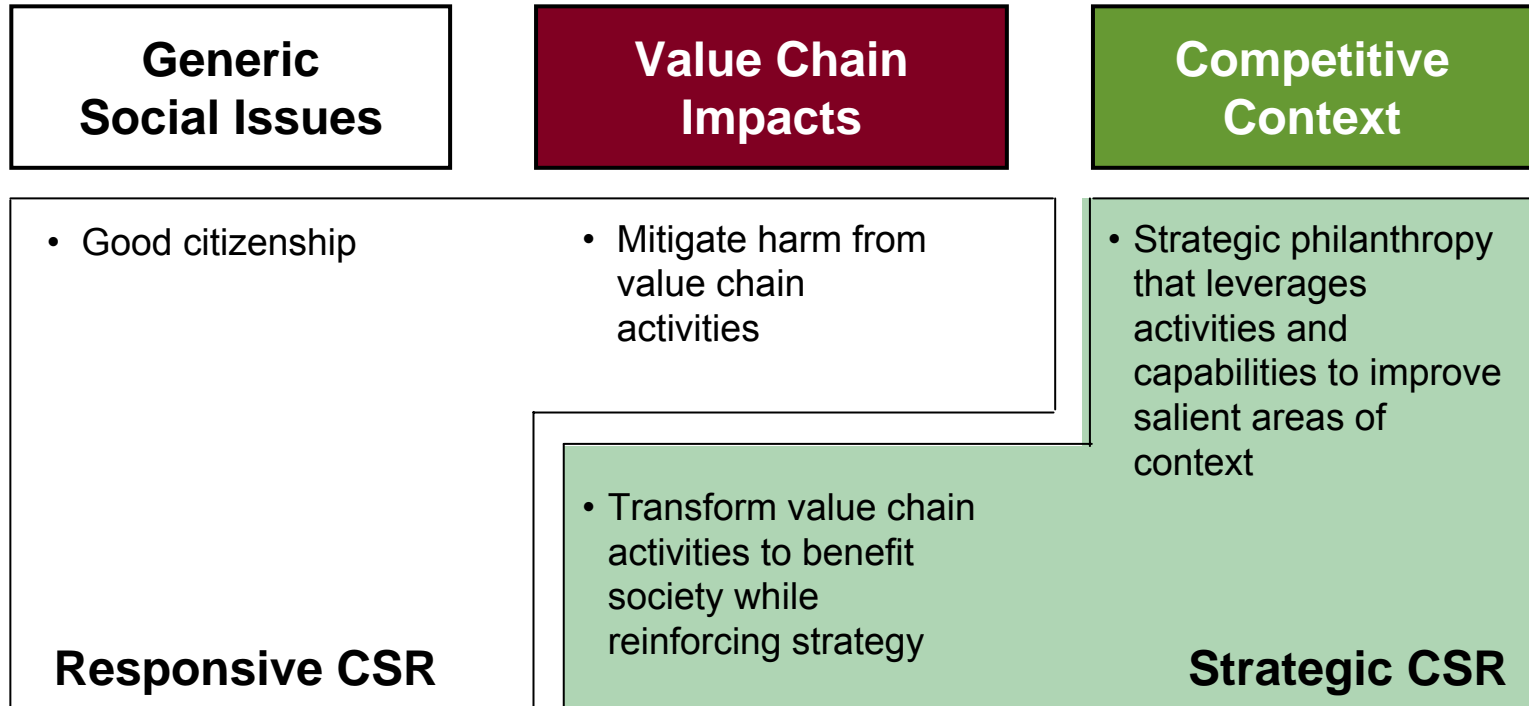 Generic
Social Issues
Value Chain
Impacts
Competitive
Context
• Good citizenship
• Mitigate harm from
value chain
activities
• Strategic philanthropy
that leverages
activities and
capabilities to improve
salient areas of
context
• Transform value chain
activities to benefit
society while
reinforcing strategy
Responsive CSR
Strategic CSR